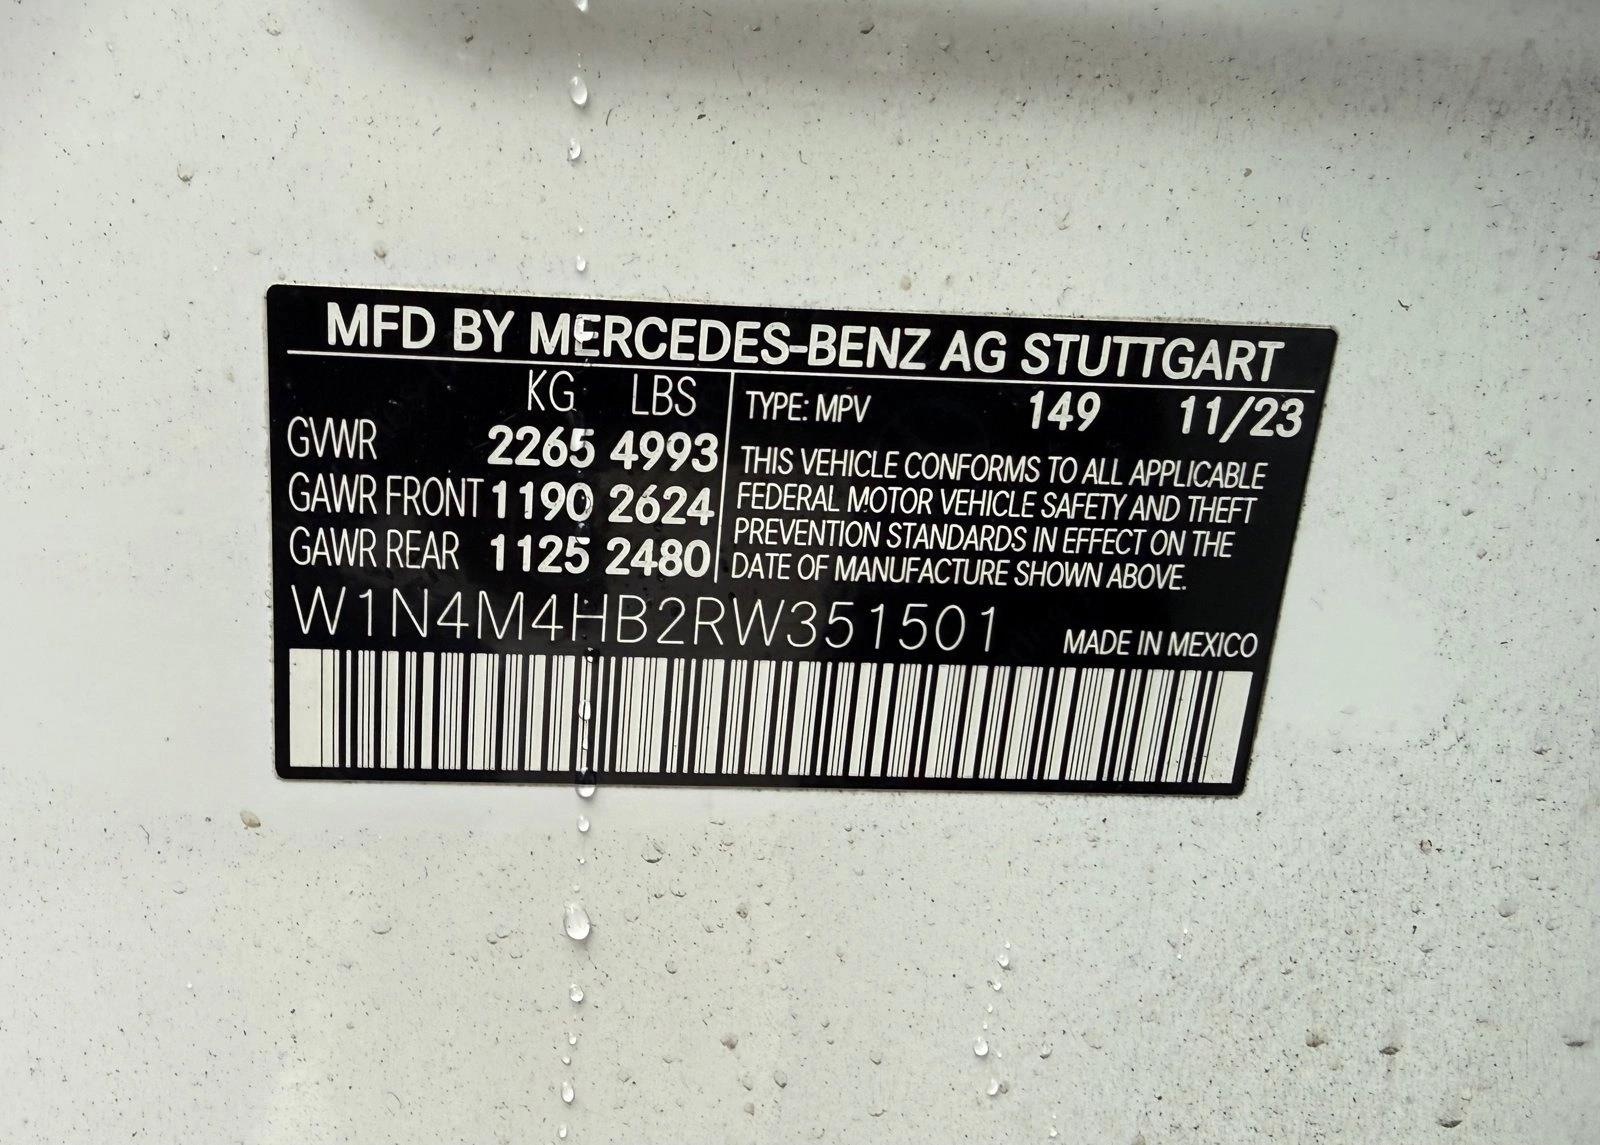 MFD BY MERCEDES-BENZ AG STUTTGART
KG LBS
GVWR 2265 4993
GAWR FRONT 1190 2624
GAWR REAR 1125 2480
TYPE: MPV 149 11/23
THIS VEHICLE CONFORMS TO ALL APPLICABLE
FEDERAL MOTOR VEHICLE SAFETY AND THEFT
PREVENTION STANDARDS IN EFFECT ON THE
DATE OF MANUFACTURE SHOWN ABOVE.
W1N4M4HB2RW351501
MADE IN MEXICO